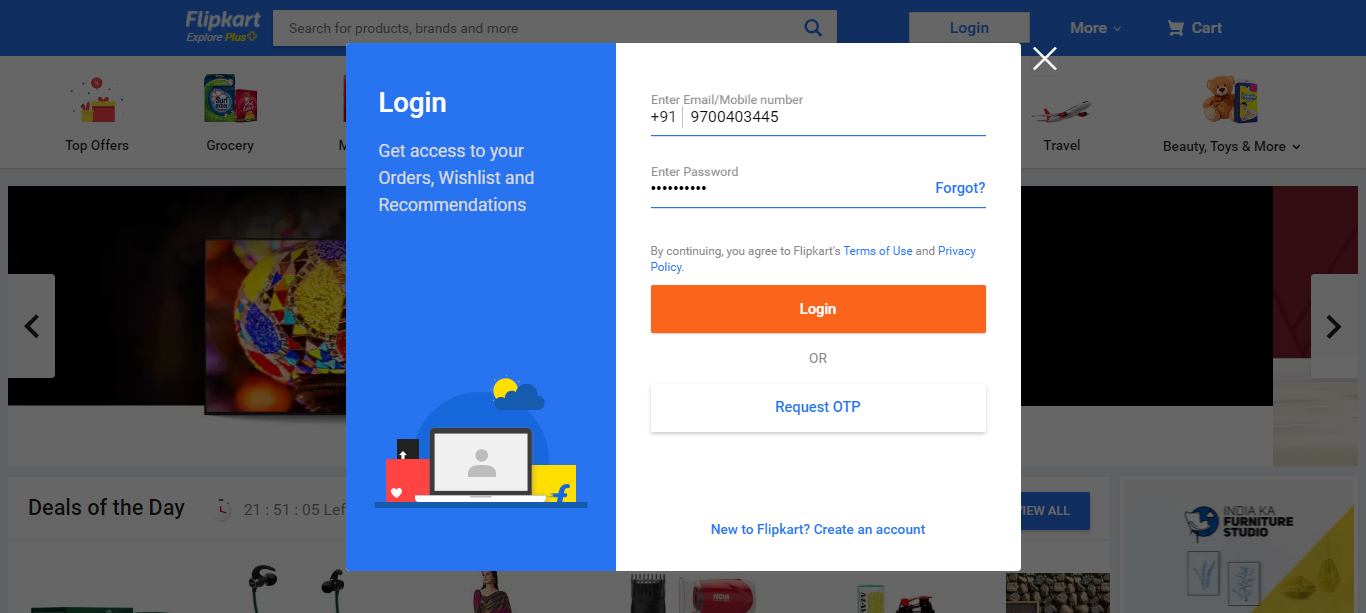 Flipkart
Explore Plus
Search for products, brands and more
Login
More
Cart
Top Offers
Grocery
M
Travel
Beauty, Toys & More
Login
Get access to your
Orders, Wishlist and
Recommendations
Enter Email/Mobile number
+91 9700403445
Enter Password
••••••••••
Forgot?
By continuing, you agree to Flipkart's Terms of Use and Privacy
Policy.
Login
OR
Request OTP
New to Flipkart? Create an account
Deals of the Day
21 : 51 : 05 Lef
VIEW ALL
INDIA KA
FURNITURE
STUDIO